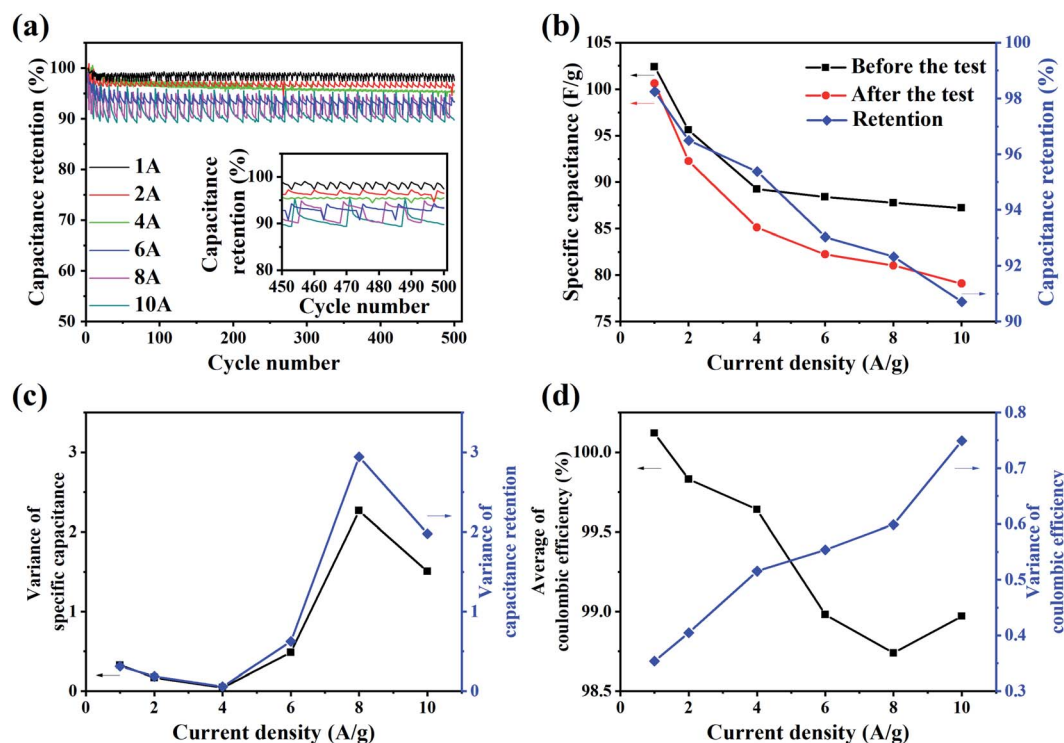 (a)
100
90
80
70
60
50
Capacitance retention (%)
1A
2A
4A
6A
8A
10A
100
90
80
Capacitance
retention (%)
450 460 470 480 490 500
Cycle number
0 100 200 300 400 500
Cycle number
(b)
105
100
95
90
85
80
75
Specific capacitance (F/g)
Before the test
After the test
Retention
100
98
96
94
92
90
Capacitance retention (%)
0 2 4 6 8 10
Current density (A/g)
(c)
3
2
1
0
Variance of
specific capacitance
3
2
1
0
Variance of
capacitance retention
0 2 4 6 8 10
Current density (A/g)
(d)
100.0
99.5
99.0
98.5
Average of
coulombic efficiency (%)
0.8
0.7
0.6
0.5
0.4
0.3
Variance of
coulombic efficiency
0 2 4 6 8 10
Current density (A/g)